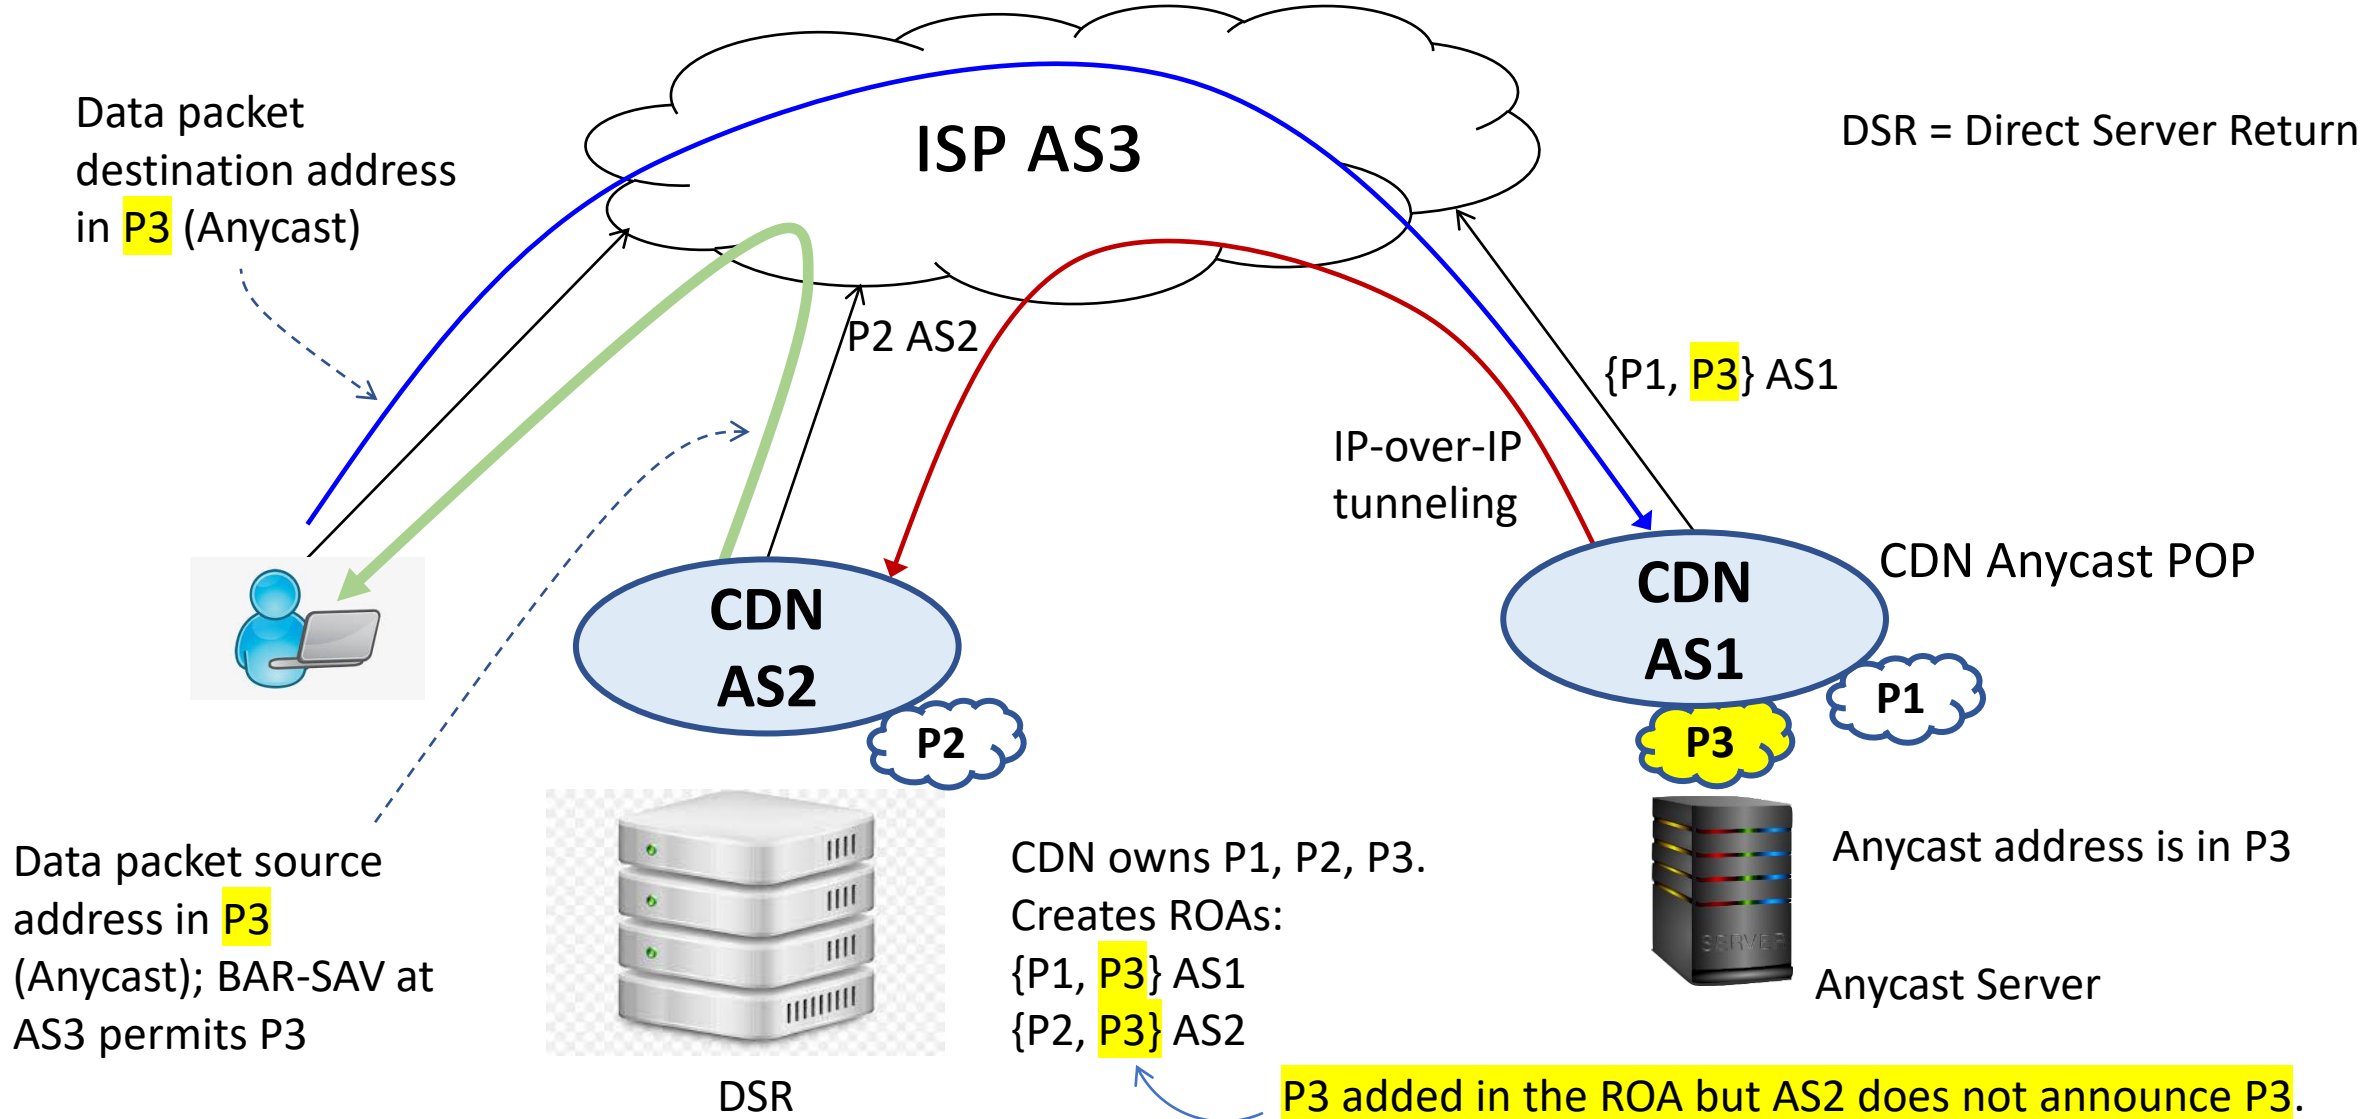 Data packet
destination address
in P3 (Anycast)
ISP AS3
DSR = Direct Server Return
P2 AS2
{P1, P3} AS1
IP-over-IP
tunneling
CDN
AS2
P2
CDN
AS1
CDN Anycast POP
P1
P3
Data packet source
address in P3
(Anycast); BAR-SAV at
AS3 permits P3
DSR
CDN owns P1, P2, P3.
Creates ROAs:
{P1, P3} AS1
{P2, P3} AS2
SERVER
Anycast address is in P3
Anycast Server
P3 added in the ROA but AS2 does not announce P3.